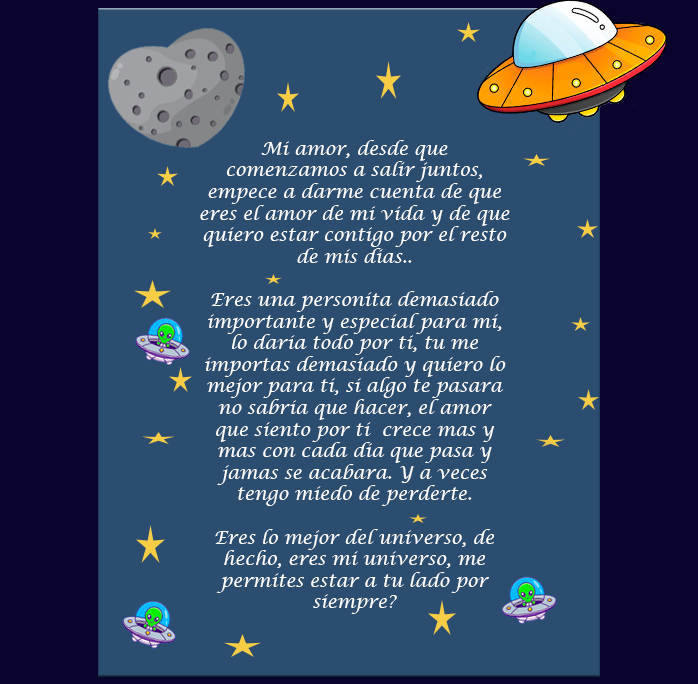 Mi amor, desde que
comenzamos a salir juntos,
empece a darme cuenta de que
eres el amor de mi vida y de que
quiero estar contigo por el resto
de mis dias..
Eres una personita demasiado
importante y especial para mi,
lo daria todo por ti, tu me
importas demasiado y quiero lo
mejor para ti, si algo te pasara
no sabria que hacer, el amor
que siento por ti crece mas y
mas con cada dia que pasa y
jamas se acabara. Y a veces
tengo miedo de perderte.
Eres lo mejor del universo, de
hecho, eres mi universo, me
permites estar a tu lado por
siempre?